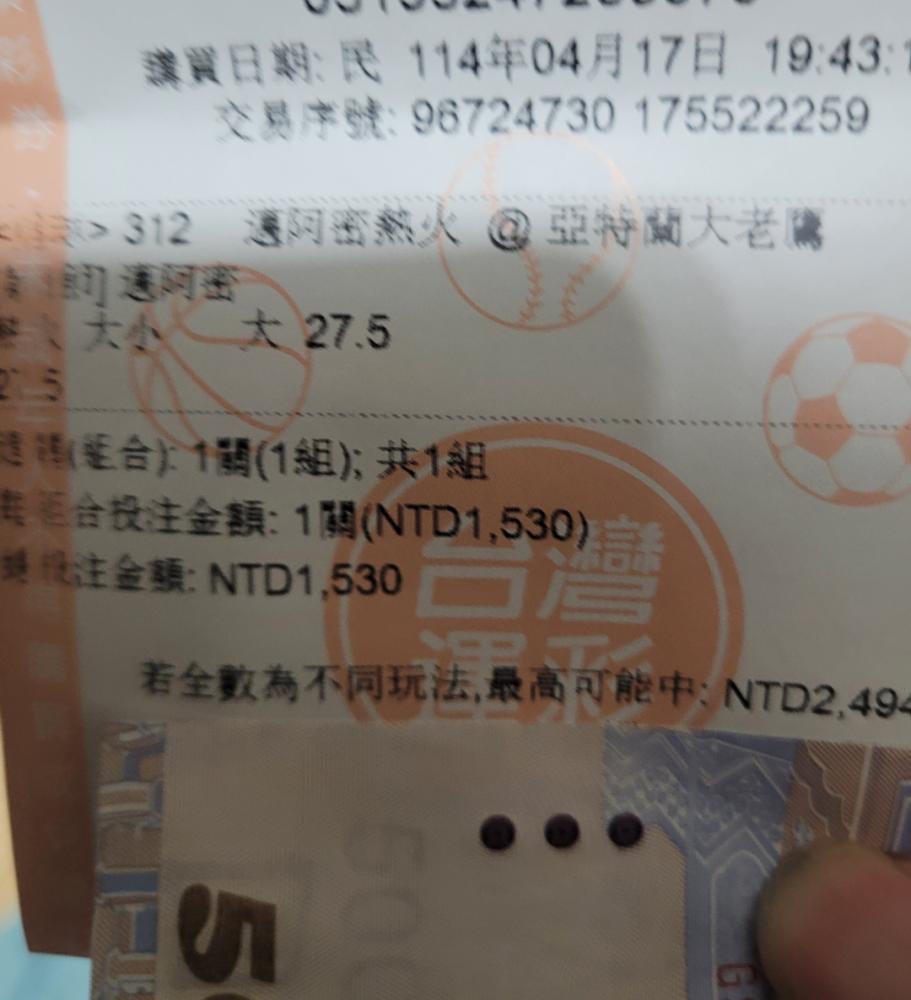 購買日期: 民 114年04月17日 19:43:
交易序號: 96724730 175522259
> 312 邁阿密熱火 @ 亞特蘭大老鷹
邁阿密
大小 大 27.5
(組合): 1關(1組); 共1組
合投注金額: 1關(NTD1,530)
投注金額: NTD1,530
台灣
運彩
若全數為不同玩法,最高可能中: NTD2,494
500
G